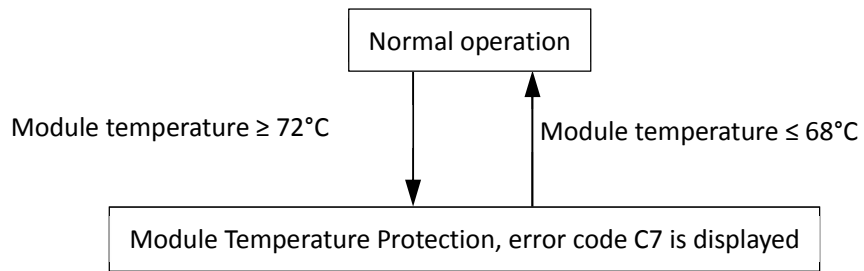 Normal operation
Module temperature ≥ 72°C
Module temperature ≤ 68°C
Module Temperature Protection, error code C7 is displayed